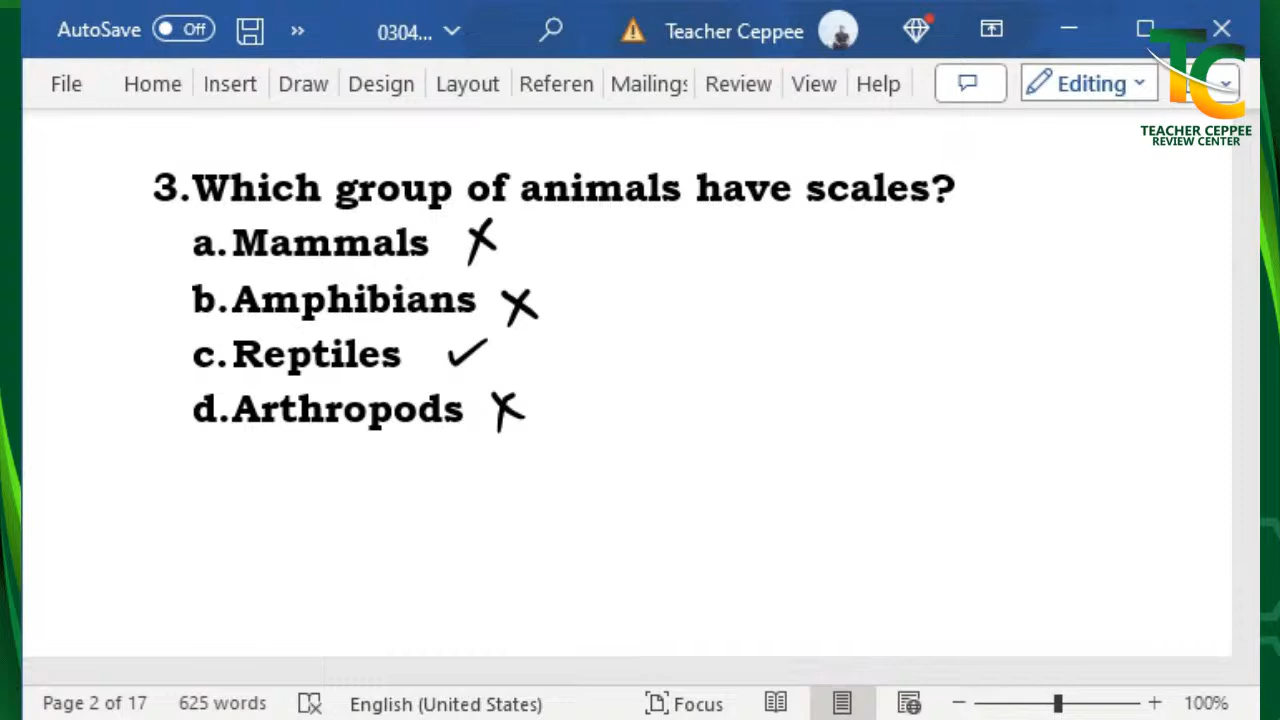 AutoSave Off » 0304... Teacher Ceppee
File Home Insert Draw Design Layout Referen Mailings Review View Help Editing
TC
TEACHER CEPPEE
REVIEW CENTER
3.Which group of animals have scales?
a.Mammals
b.Amphibians
c.Reptiles
d.Arthropods
Page 2 of 17 625 words English (United States) Focus 100%